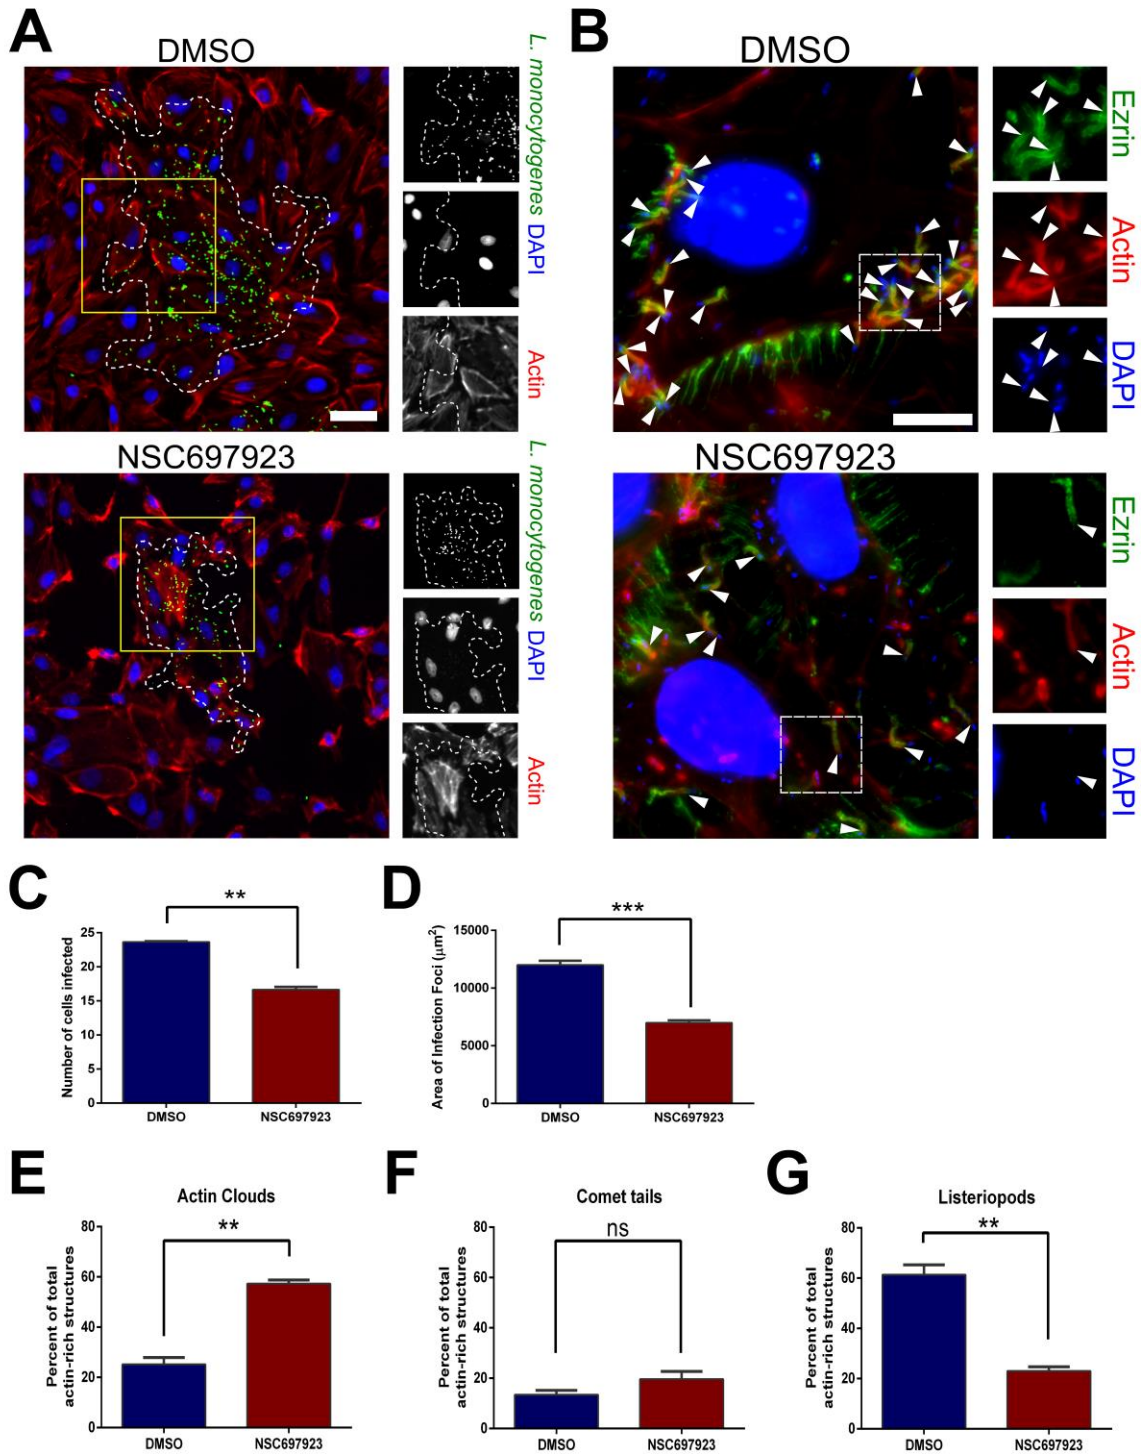 A
DMSO
L. monocytogenes
DAPI
Actin
NSC697923
L. monocytogenes
DAPI
Actin
B
DMSO
Ezrin
Actin
DAPI
NSC697923
Ezrin
Actin
DAPI
C
**
Number of cells infected
25
20
15
10
5
0
DMSO
NSC697923
D
***
Area of Infection Foci (μm²)
15000
10000
5000
0
DMSO
NSC697923
E
Actin Clouds
**
Percent of total
actin-rich structures
80
60
40
20
0
DMSO
NSC697923
F
Comet tails
ns
Percent of total
actin-rich structures
80
60
40
20
0
DMSO
NSC697923
G
Listeriopods
**
Percent of total
actin-rich structures
80
60
40
20
0
DMSO
NSC697923